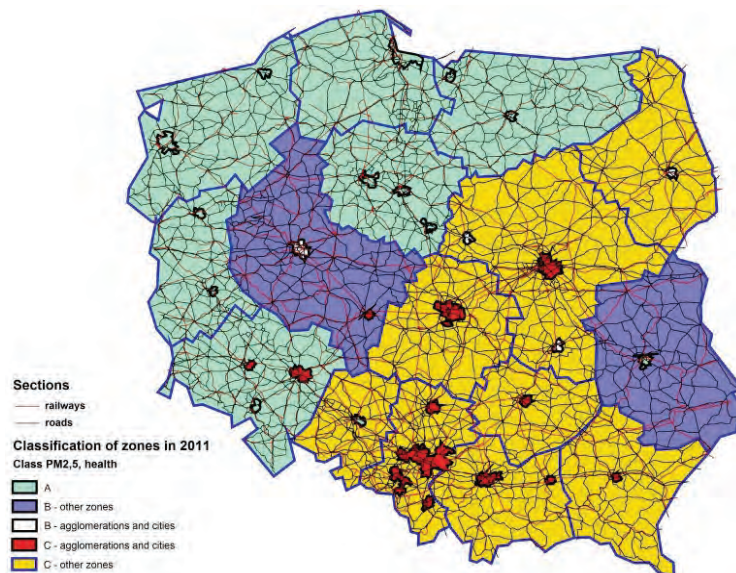 Sections
railways
roads
Classification of zones in 2011
Class PM2,5, health
A
B - other zones
B - agglomerations and cities
C - agglomerations and cities
C - other zones